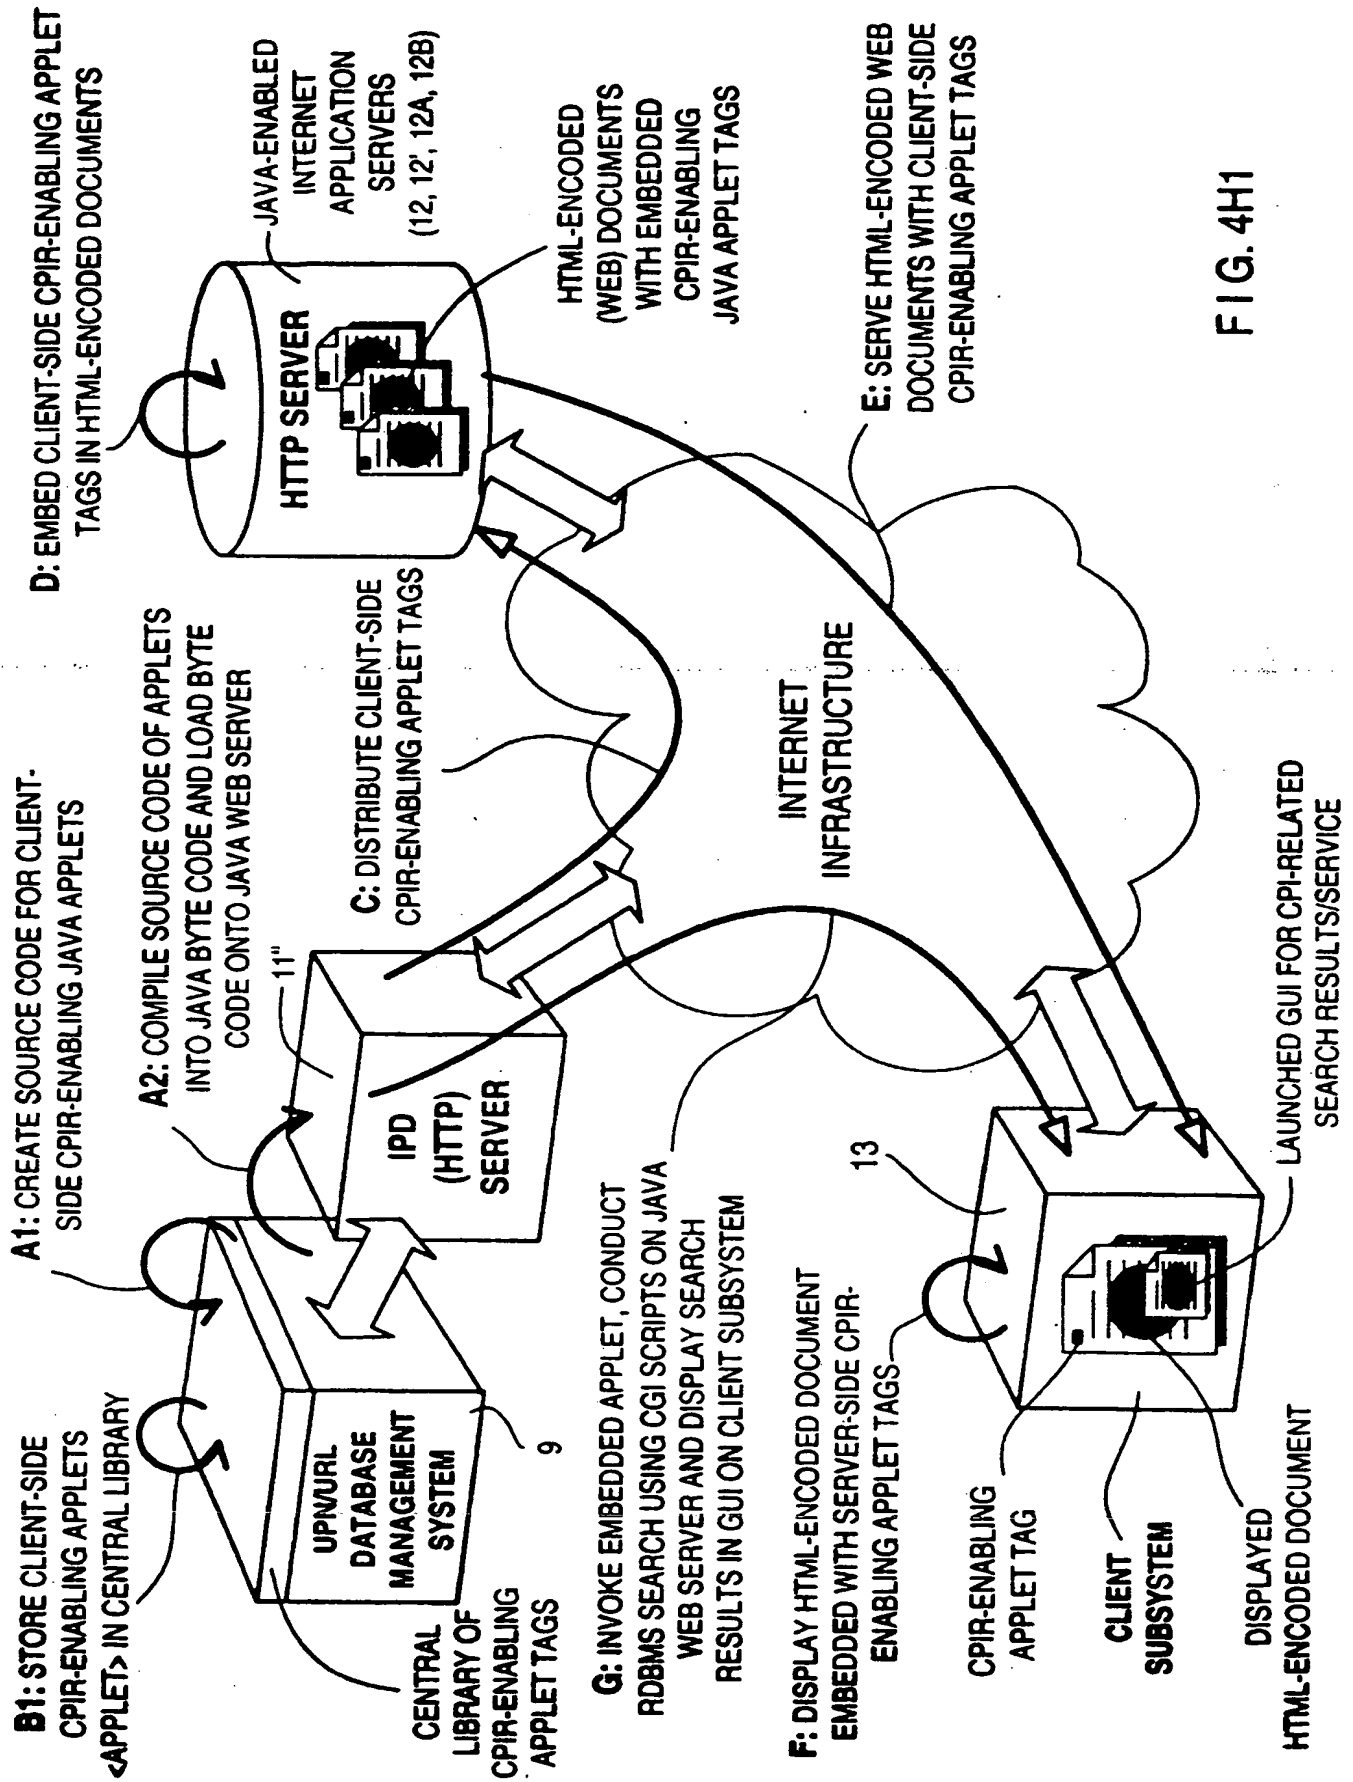 A1: CREATE SOURCE CODE FOR CLIENT-
SIDE CPIR-ENABLING JAVA APPLETS
D: EMBED CLIENT-SIDE CPIR-ENABLING APPLET
TAGS IN HTML-ENCODED DOCUMENTS
B1: STORE CLIENT-SIDE
CPIR-ENABLING APPLETS
<APPLET> IN CENTRAL LIBRARY
A2: COMPILE SOURCE CODE OF APPLETS
INTO JAVA BYTE CODE AND LOAD BYTE
CODE ONTO JAVA WEB SERVER
JAVA-ENABLED
INTERNET
APPLICATION
SERVERS
(12, 12', 12A, 12B)
11"
HTTP SERVER
UPN/URL
DATABASE
MANAGEMENT
SYSTEM
9
IPD
(HTTP)
SERVER
C: DISTRIBUTE CLIENT-SIDE
CPIR-ENABLING APPLET TAGS
HTML-ENCODED
(WEB) DOCUMENTS
WITH EMBEDDED
CPIR-ENABLING
JAVA APPLET TAGS
CENTRAL
LIBRARY OF
CPIR-ENABLING
APPLET TAGS
G: INVOKE EMBEDDED APPLET, CONDUCT
RDBMS SEARCH USING CGI SCRIPTS ON JAVA
WEB SERVER AND DISPLAY SEARCH
RESULTS IN GUI ON CLIENT SUBSYSTEM
INTERNET
INFRASTRUCTURE
E: SERVE HTML-ENCODED WEB
DOCUMENTS WITH CLIENT-SIDE
CPIR-ENABLING APPLET TAGS
F: DISPLAY HTML-ENCODED DOCUMENT
EMBEDDED WITH SERVER-SIDE CPIR-
ENABLING APPLET TAGS
13
CPIR-ENABLING
APPLET TAG
CLIENT
SUBSYSTEM
DISPLAYED
HTML-ENCODED DOCUMENT
LAUNCHED GUI FOR CPI-RELATED
SEARCH RESULTS/SERVICE
FIG. 4H1